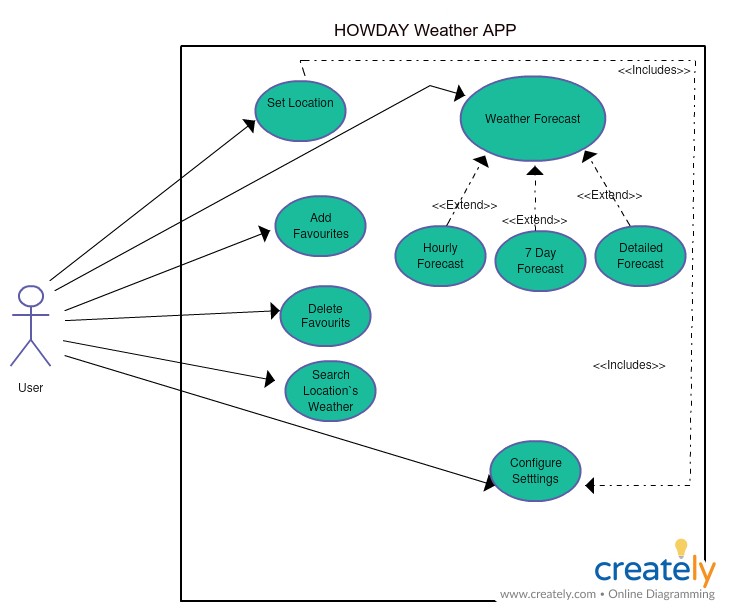 HOWDAY Weather APP
<<Includes>>
Set Location
Weather Forecast
<<Extend>>
<<Extend>>
<<Extend>>
Add
Favourites
Hourly
Forecast
7 Day
Forecast
Detailed
Forecast
Delete
Favourits
User
<<Includes>>
Search
Location`s
Weather
Configure
Setttings
creately
www.creately.com • Online Diagramming